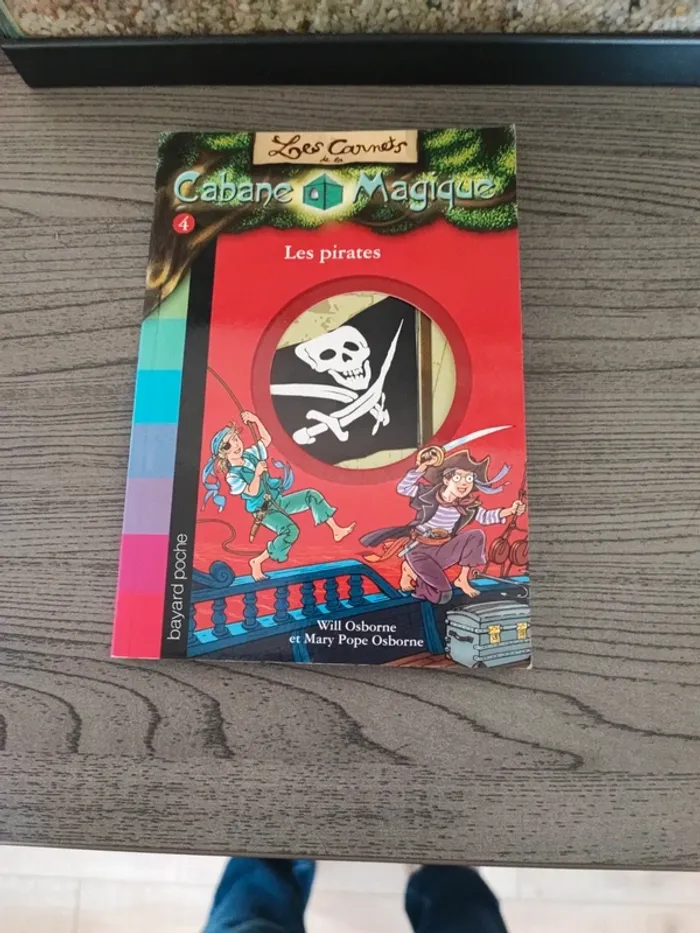 Les Carnets
de la
Cabane Magique
4
Les pirates
bayard poche
Will Osborne
et Mary Pope Osborne